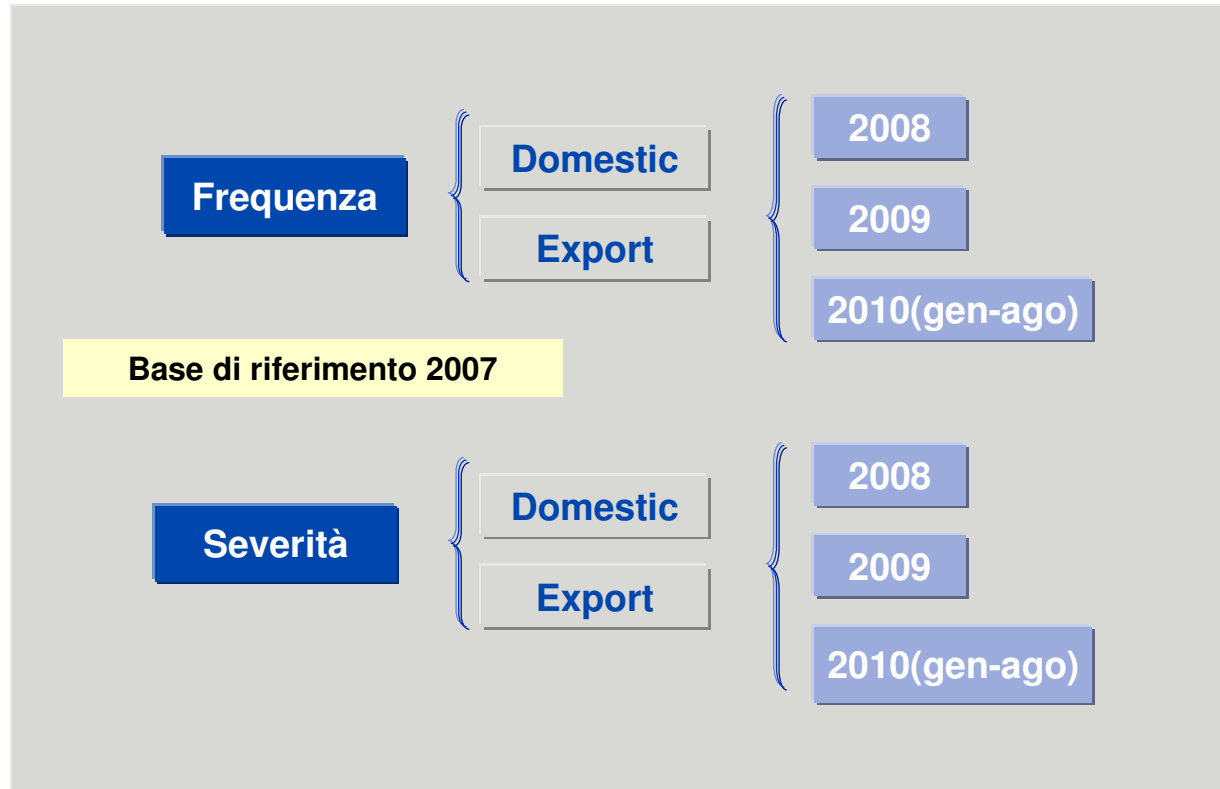 Frequenza
Domestic
Export
2008
2009
2010(gen-ago)
Base di riferimento 2007
Severità
Domestic
Export
2008
2009
2010(gen-ago)